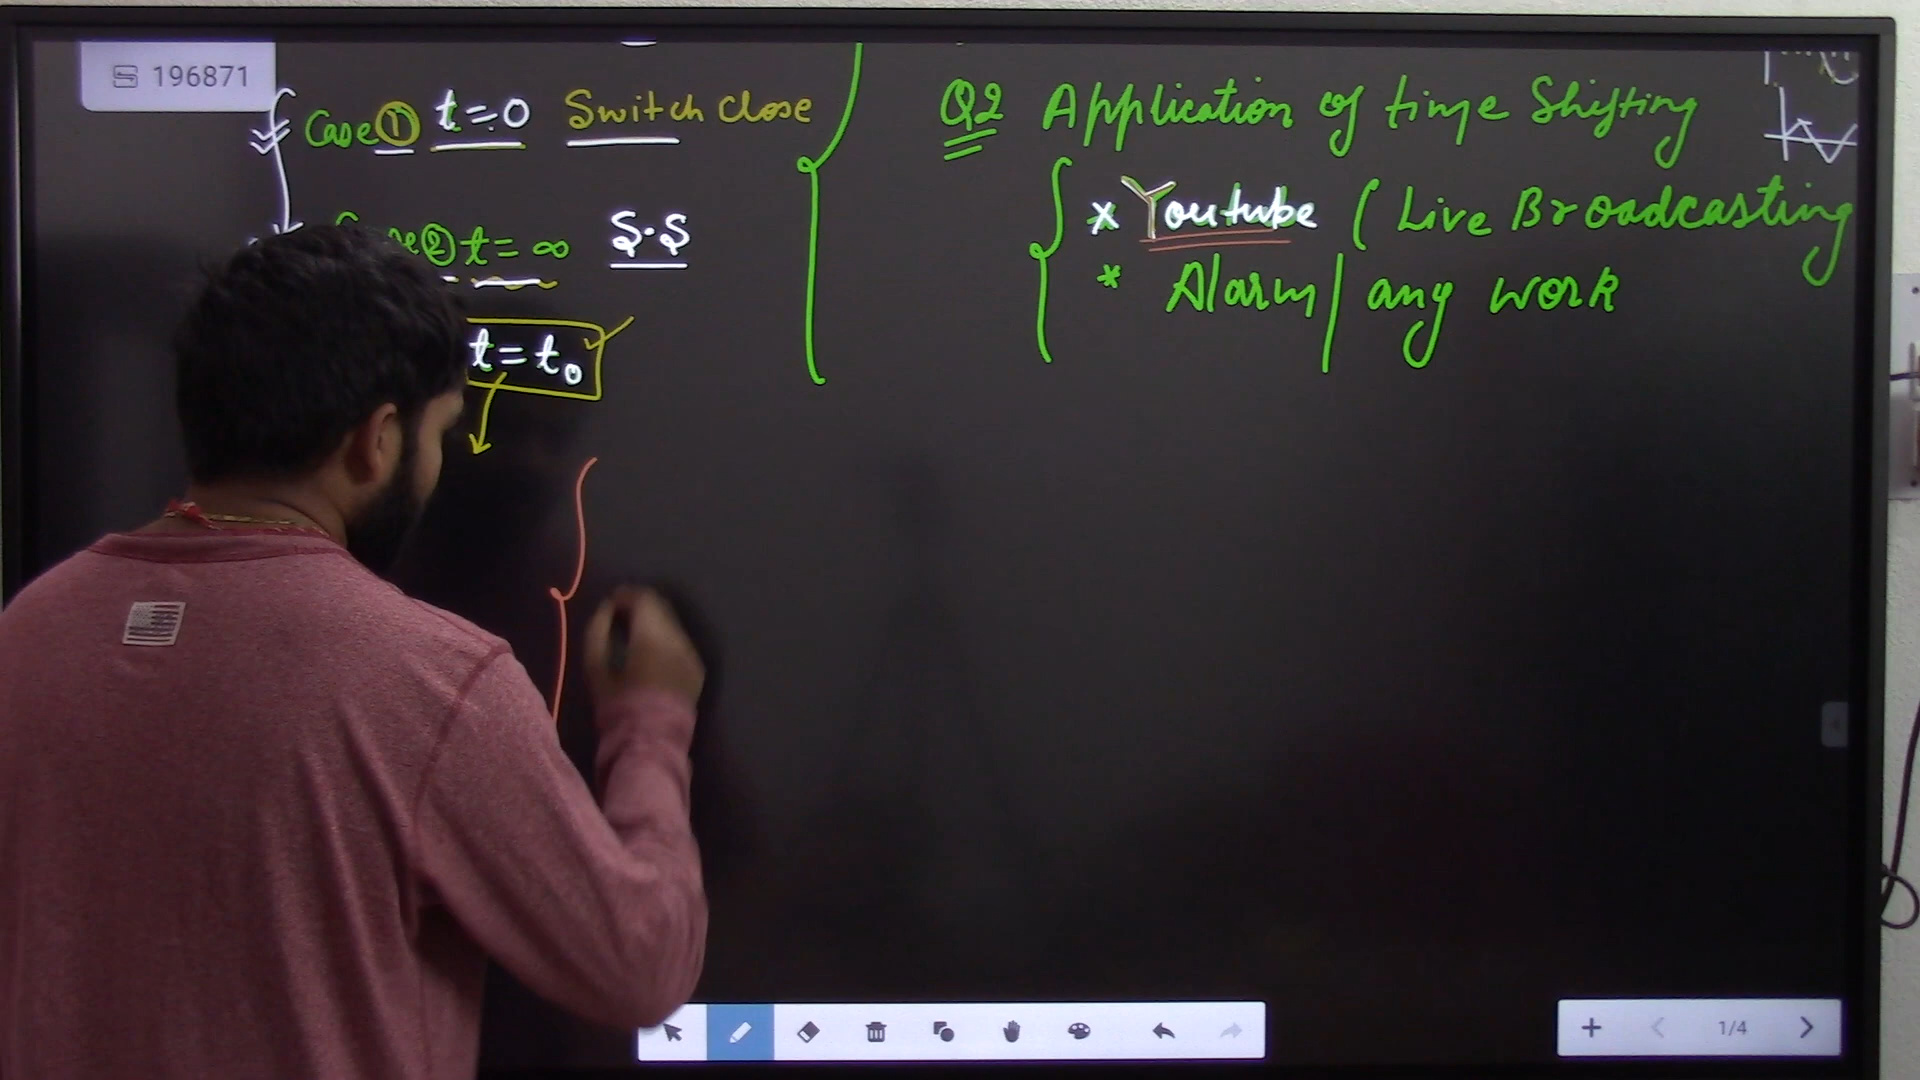 196871
Case ① t=0 Switch Close
② t=∞ S.S
t=t₀
Q2 Application of time Shifting
* Youtube ( Live Broadcasting
* Alarm / any work
1/4